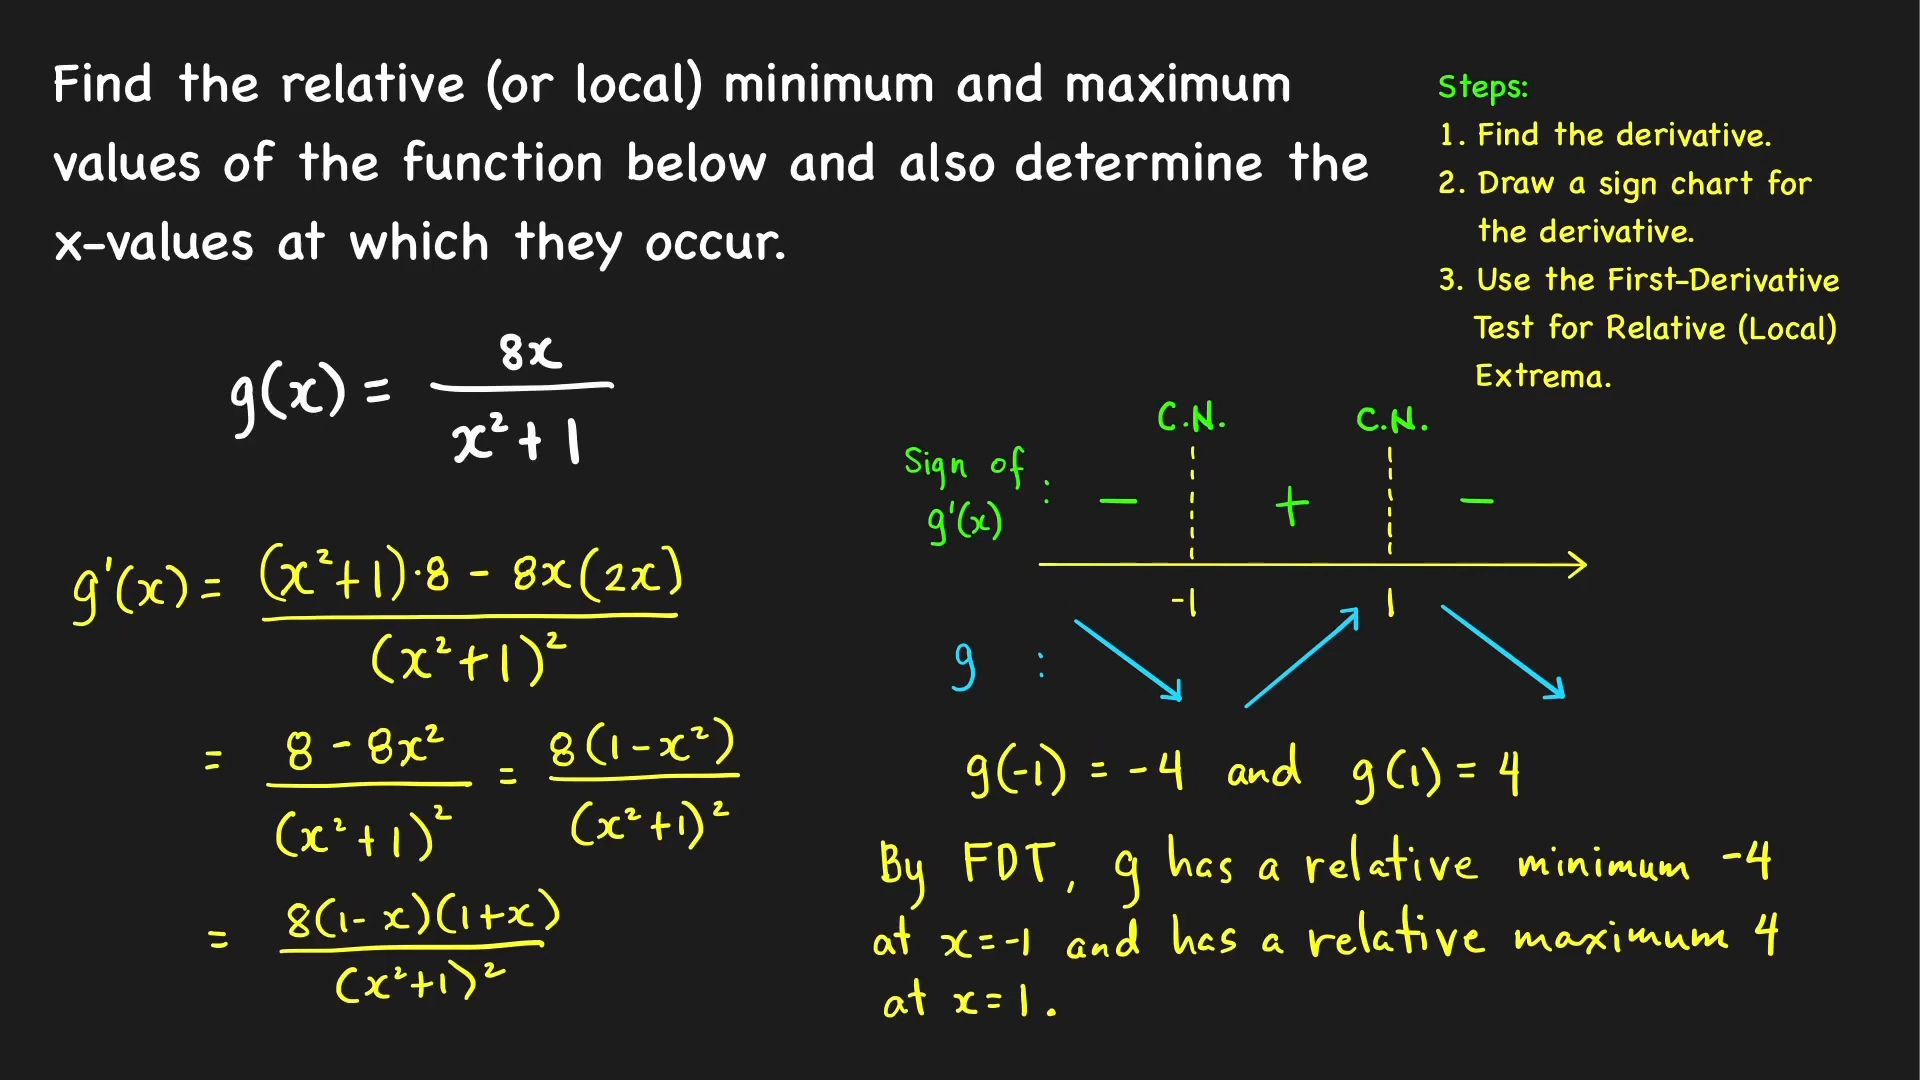 Find the relative (or local) minimum and maximum
values of the function below and also determine the
x-values at which they occur.
Steps:
1. Find the derivative.
2. Draw a sign chart for
the derivative.
3. Use the First-Derivative
Test for Relative (Local)
Extrema.
g(x) = 8x / (x² + 1)
g'(x) = ((x²+1)·8 - 8x(2x)) / (x²+1)²
= (8 - 8x²) / (x²+1)² = 8(1-x²) / (x²+1)²
= 8(1-x)(1+x) / (x²+1)²
C.N. C.N.
Sign of
g'(x) : − + −
-1 1
g :
g(-1) = -4 and g(1) = 4
By FDT, g has a relative minimum -4
at x=-1 and has a relative maximum 4
at x=1.